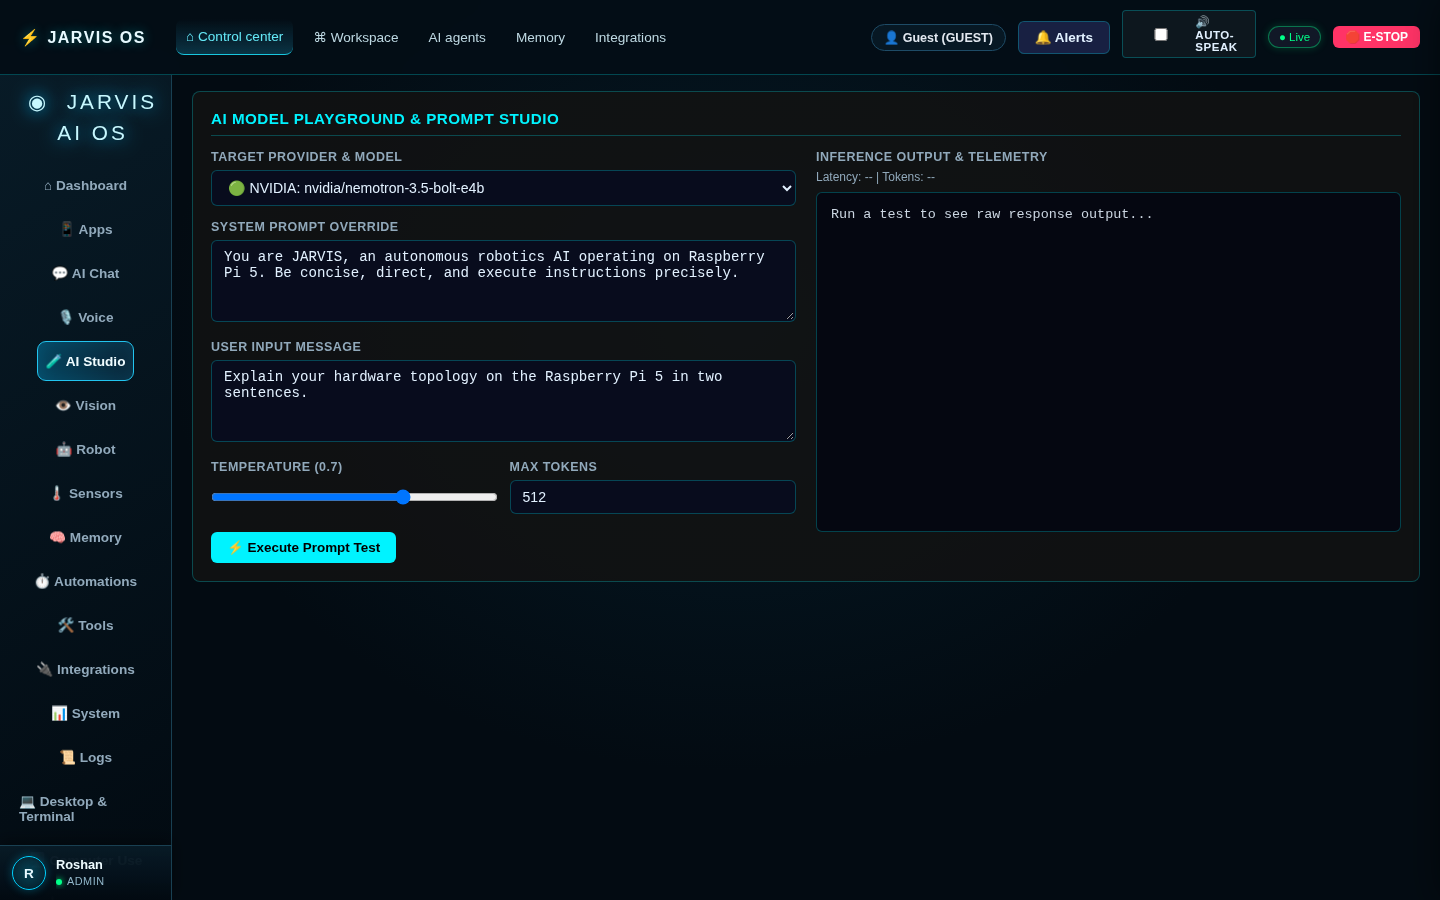 ⚡ JARVIS OS
⌂ Control center
⌘ Workspace
AI agents
Memory
Integrations
👤 Guest (GUEST)
🔔 Alerts
🔊 AUTO-SPEAK
● Live
🛑 E-STOP
◉ JARVIS
AI OS
⌂ Dashboard
📱 Apps
💬 AI Chat
🎙️ Voice
🧪 AI Studio
👁️ Vision
🤖 Robot
🌡️ Sensors
🧠 Memory
⏱️ Automations
🛠️ Tools
🔌 Integrations
📊 System
📜 Logs
💻 Desktop &
Terminal
R
Roshan
ADMIN
AI MODEL PLAYGROUND & PROMPT STUDIO
TARGET PROVIDER & MODEL
🟢 NVIDIA: nvidia/nemotron-3.5-bolt-e4b
SYSTEM PROMPT OVERRIDE
You are JARVIS, an autonomous robotics AI operating on Raspberry
Pi 5. Be concise, direct, and execute instructions precisely.
USER INPUT MESSAGE
Explain your hardware topology on the Raspberry Pi 5 in two
sentences.
TEMPERATURE (0.7)
MAX TOKENS
512
⚡ Execute Prompt Test
INFERENCE OUTPUT & TELEMETRY
Latency: -- | Tokens: --
Run a test to see raw response output...